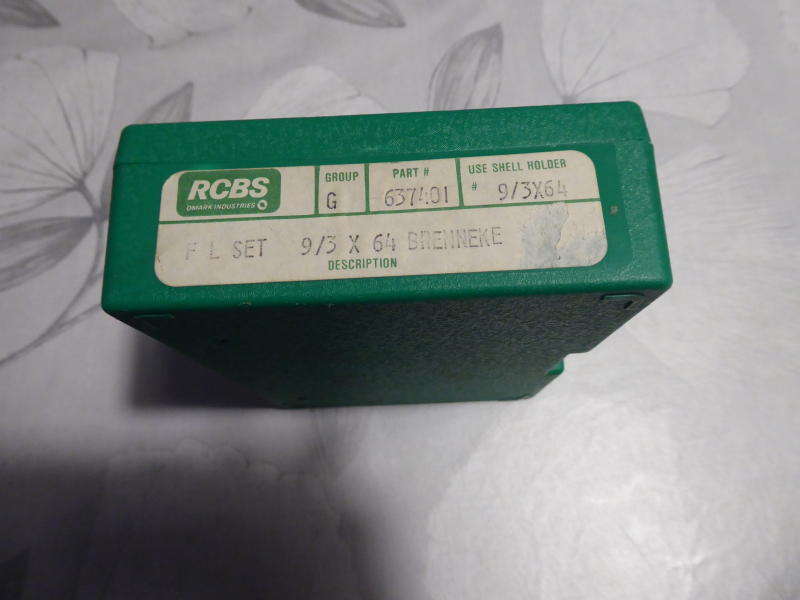 RCBS
OMARK INDUSTRIES
GROUP
G
PART #
637401
USE SHELL HOLDER
# 9/3X64
F L SET 9/3 X 64 BRENNEKE
DESCRIPTION